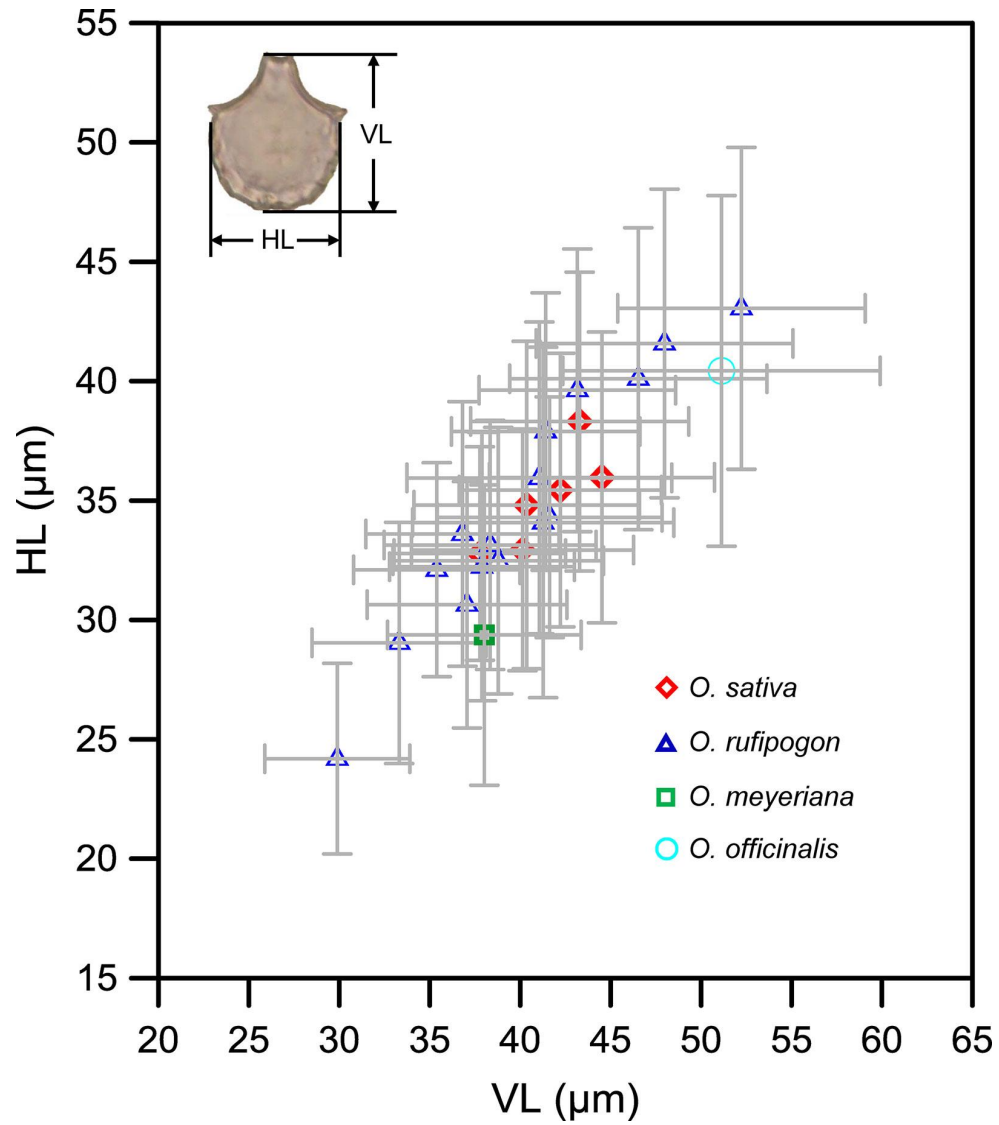 55
50
45
40
35
30
25
20
15
HL (µm)
VL
HL
O. sativa
O. rufipogon
O. meyeriana
O. officinalis
20 25 30 35 40 45 50 55 60 65
VL (µm)